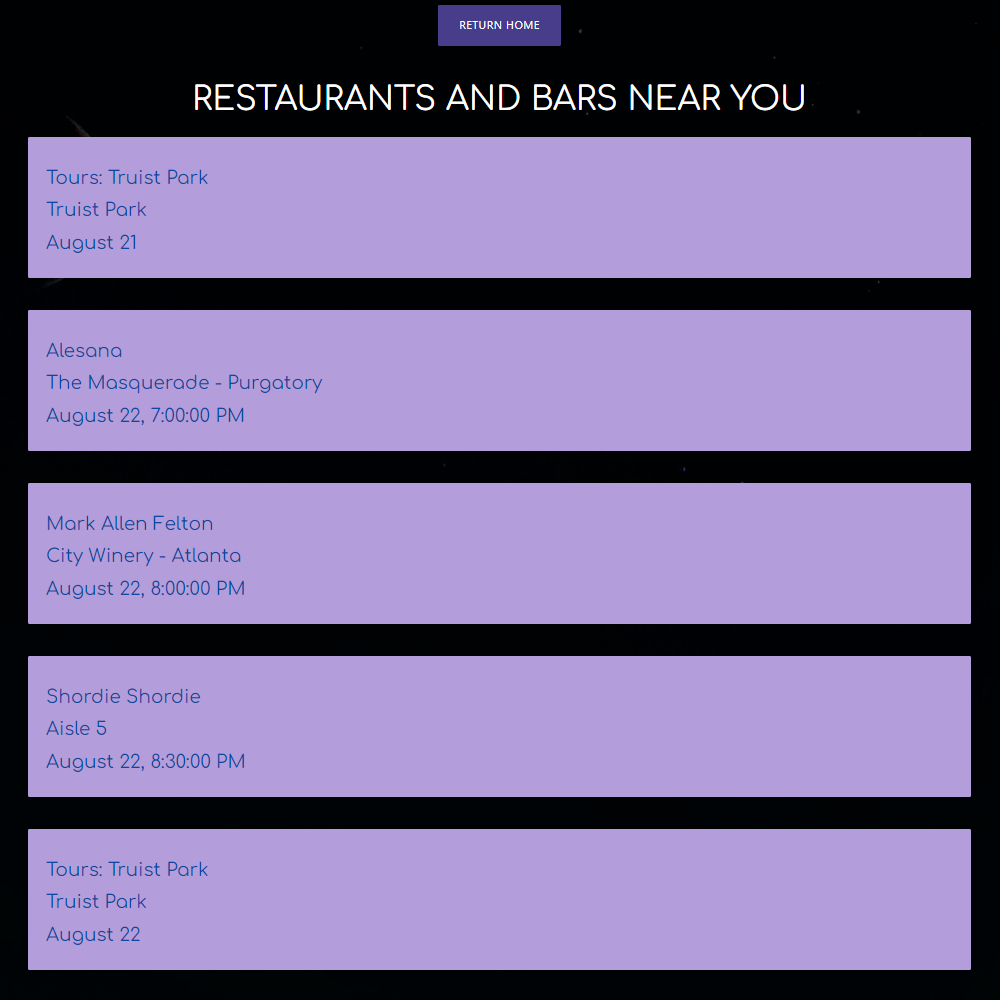 RETURN HOME
RESTAURANTS AND BARS NEAR YOU
Tours: Truist Park
Truist Park
August 21
Alesana
The Masquerade - Purgatory
August 22, 7:00:00 PM
Mark Allen Felton
City Winery - Atlanta
August 22, 8:00:00 PM
Shordie Shordie
Aisle 5
August 22, 8:30:00 PM
Tours: Truist Park
Truist Park
August 22